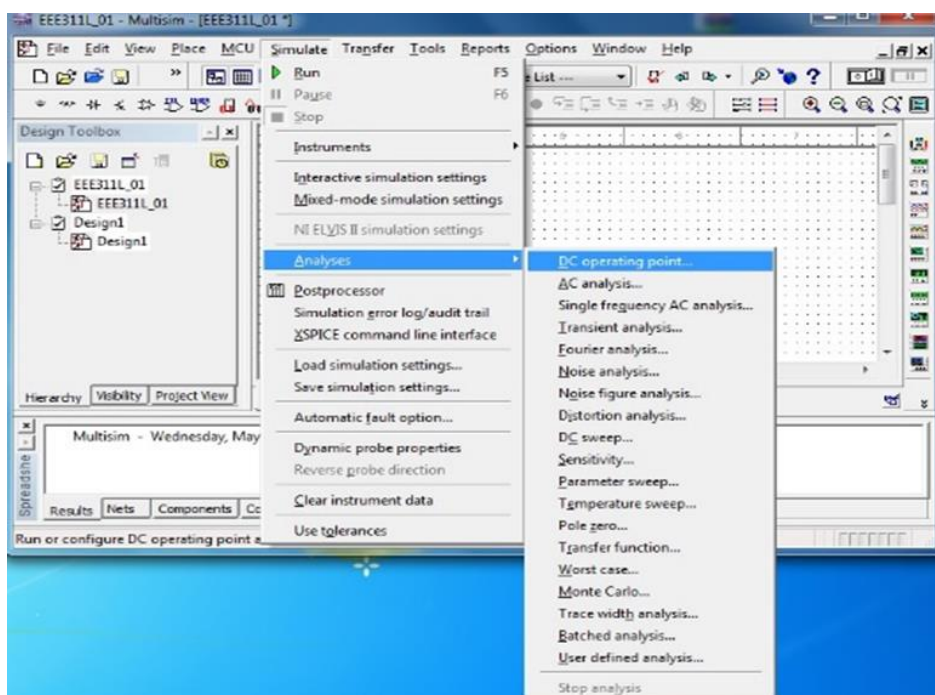 EEE311L_01 - Multisim - [EEE311L_01 *]
File Edit View Place MCU Simulate Transfer Tools Reports Options Window Help
Run F5
Pause F6
Stop
Instruments
Interactive simulation settings
Mixed-mode simulation settings
NI ELVIS II simulation settings
Analyses
Postprocessor
Simulation error log/audit trail
XSPICE command line interface
Load simulation settings...
Save simulation settings...
Automatic fault option...
Dynamic probe properties
Reverse probe direction
Clear instrument data
Use tolerances
DC operating point...
AC analysis...
Single frequency AC analysis...
Transient analysis...
Fourier analysis...
Noise analysis...
Noise figure analysis...
Distortion analysis...
DC sweep...
Sensitivity...
Parameter sweep...
Temperature sweep...
Pole zero...
Transfer function...
Worst case...
Monte Carlo...
Trace width analysis...
Batched analysis...
User defined analysis...
Stop analysis
List ---
Design Toolbox
EEE311L_01
EEE311L_01
Design1
Design1
Hierarchy Visibility Project View
Multisim - Wednesday, May
Spreadshe
Results Nets Components
Run or configure DC operating point